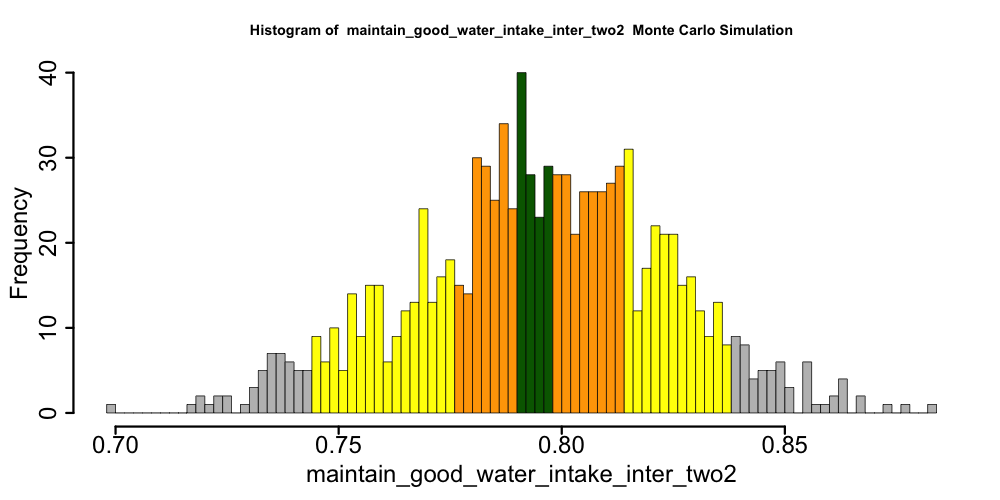 Histogram of maintain_good_water_intake_inter_two2 Monte Carlo Simulation
Frequency
40
30
20
10
0
0.70 0.75 0.80 0.85
maintain_good_water_intake_inter_two2